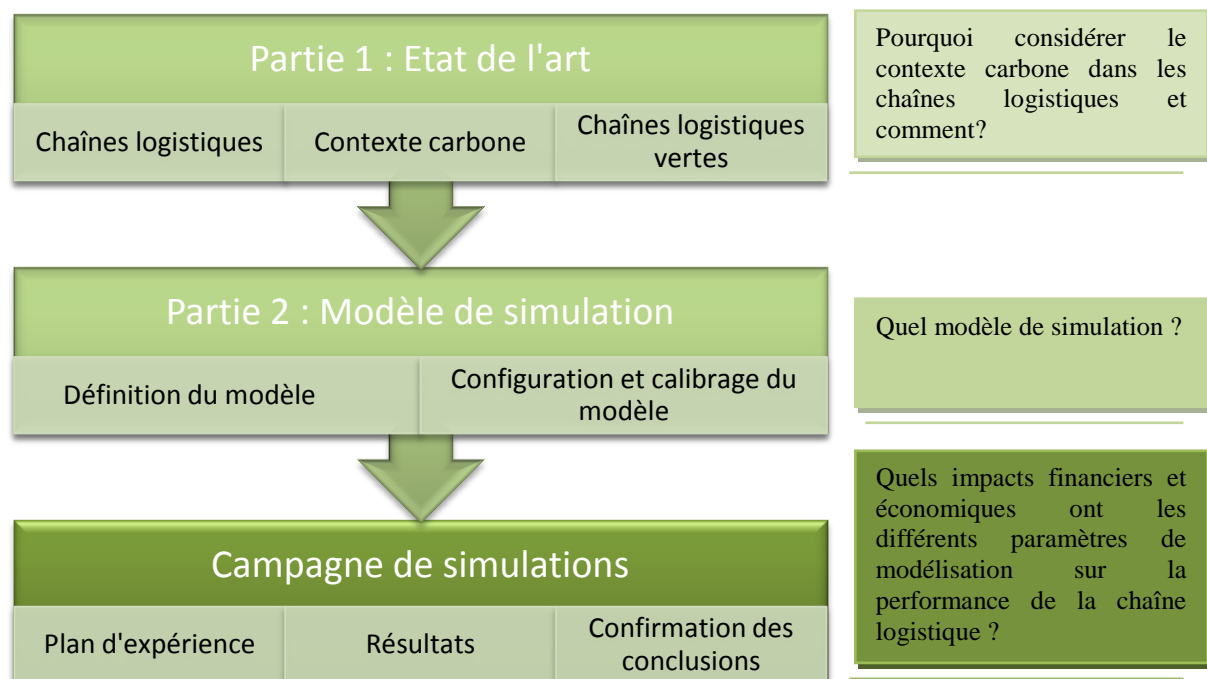 Partie 1 : Etat de l'art
Chaînes logistiques
Contexte carbone
Chaînes logistiques
vertes
Pourquoi considérer le
contexte carbone dans les
chaînes logistiques et
comment?
Partie 2 : Modèle de simulation
Définition du modèle
Configuration et calibrage du
modèle
Quel modèle de simulation ?
Campagne de simulations
Plan d'expérience
Résultats
Confirmation des
conclusions
Quels impacts financiers et
économiques ont les
différents paramètres de
modélisation sur la
performance de la chaîne
logistique ?